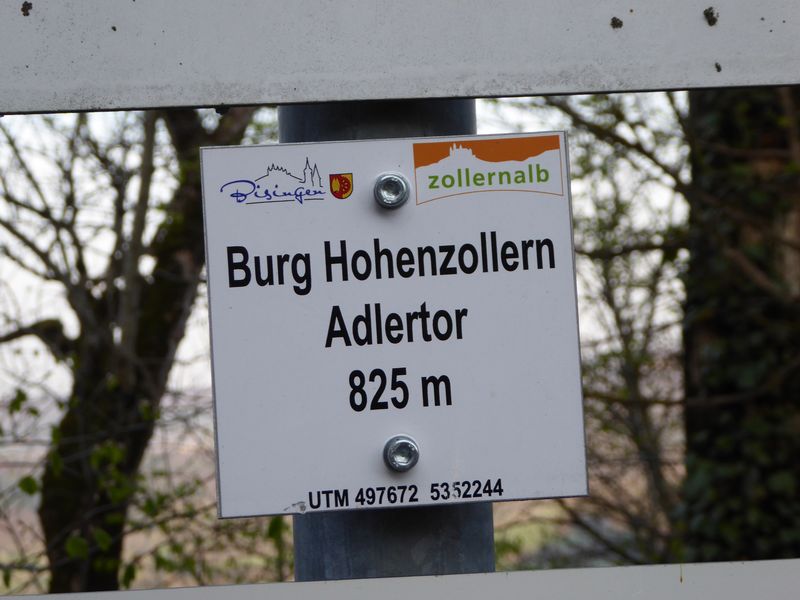 Bisingen
zollernalb
Burg Hohenzollern
Adlertor
825 m
UTM 497672 5352244